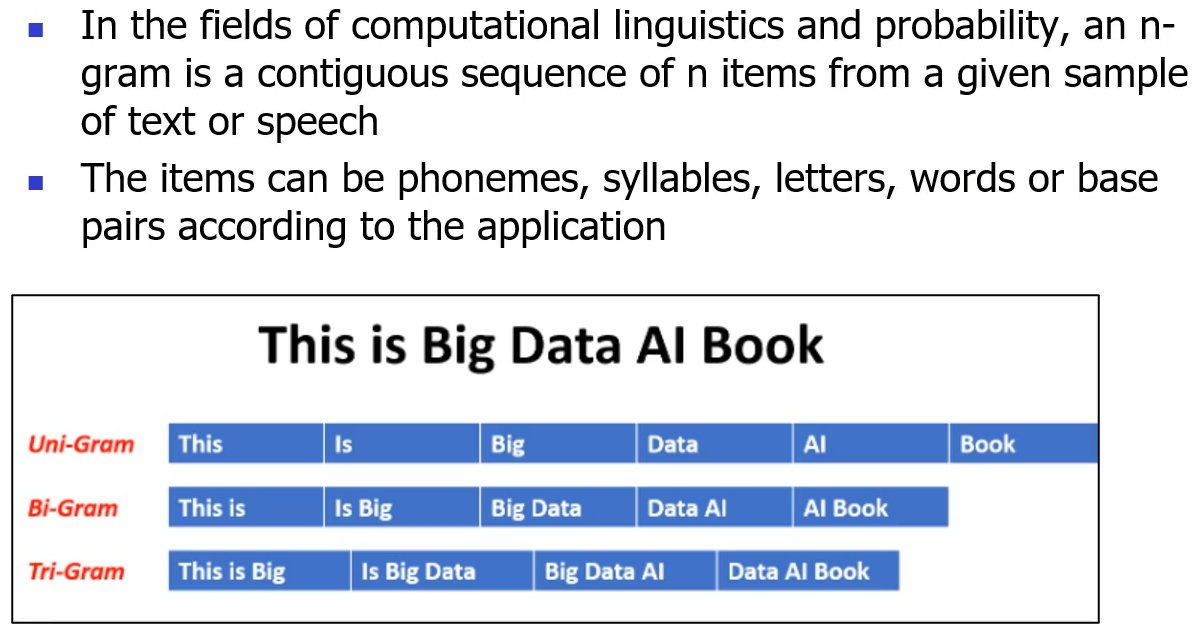 In the fields of computational linguistics and probability, an n-
gram is a contiguous sequence of n items from a given sample
of text or speech
The items can be phonemes, syllables, letters, words or base
pairs according to the application
This is Big Data AI Book
Uni-Gram This Is Big Data AI Book
Bi-Gram This is Is Big Big Data Data AI AI Book
Tri-Gram This is Big Is Big Data Big Data AI Data AI Book